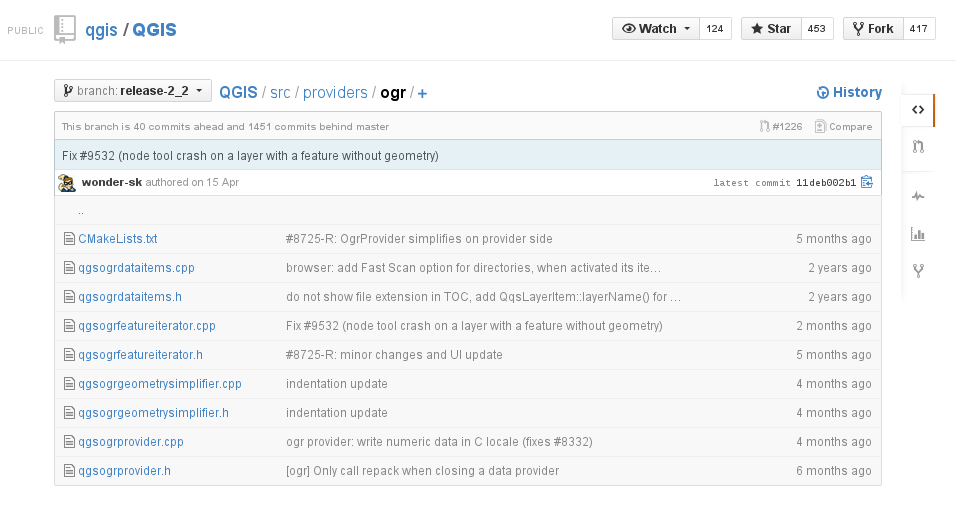 PUBLIC qgis / QGIS Watch 124 Star 453 Fork 417
branch: release-2_2 QGIS / src / providers / ogr / + History
This branch is 40 commits ahead and 1451 commits behind master #1226 Compare
Fix #9532 (node tool crash on a layer with a feature without geometry)
wonder-sk authored on 15 Apr latest commit 11deb002b1
..
CMakeLists.txt #8725-R: OgrProvider simplifies on provider side 5 months ago
qgsogrdataitems.cpp browser: add Fast Scan option for directories, when activated its ite… 2 years ago
qgsogrdataitems.h do not show file extension in TOC, add QgsLayerItem::layerName() for … 2 years ago
qgsogrfeatureiterator.cpp Fix #9532 (node tool crash on a layer with a feature without geometry) 2 months ago
qgsogrfeatureiterator.h #8725-R: minor changes and UI update 5 months ago
qgsogrgeometrysimplifier.cpp indentation update 4 months ago
qgsogrgeometrysimplifier.h indentation update 4 months ago
qgsogrprovider.cpp ogr provider: write numeric data in C locale (fixes #8332) 4 months ago
qgsogrprovider.h [ogr] Only call repack when closing a data provider 6 months ago